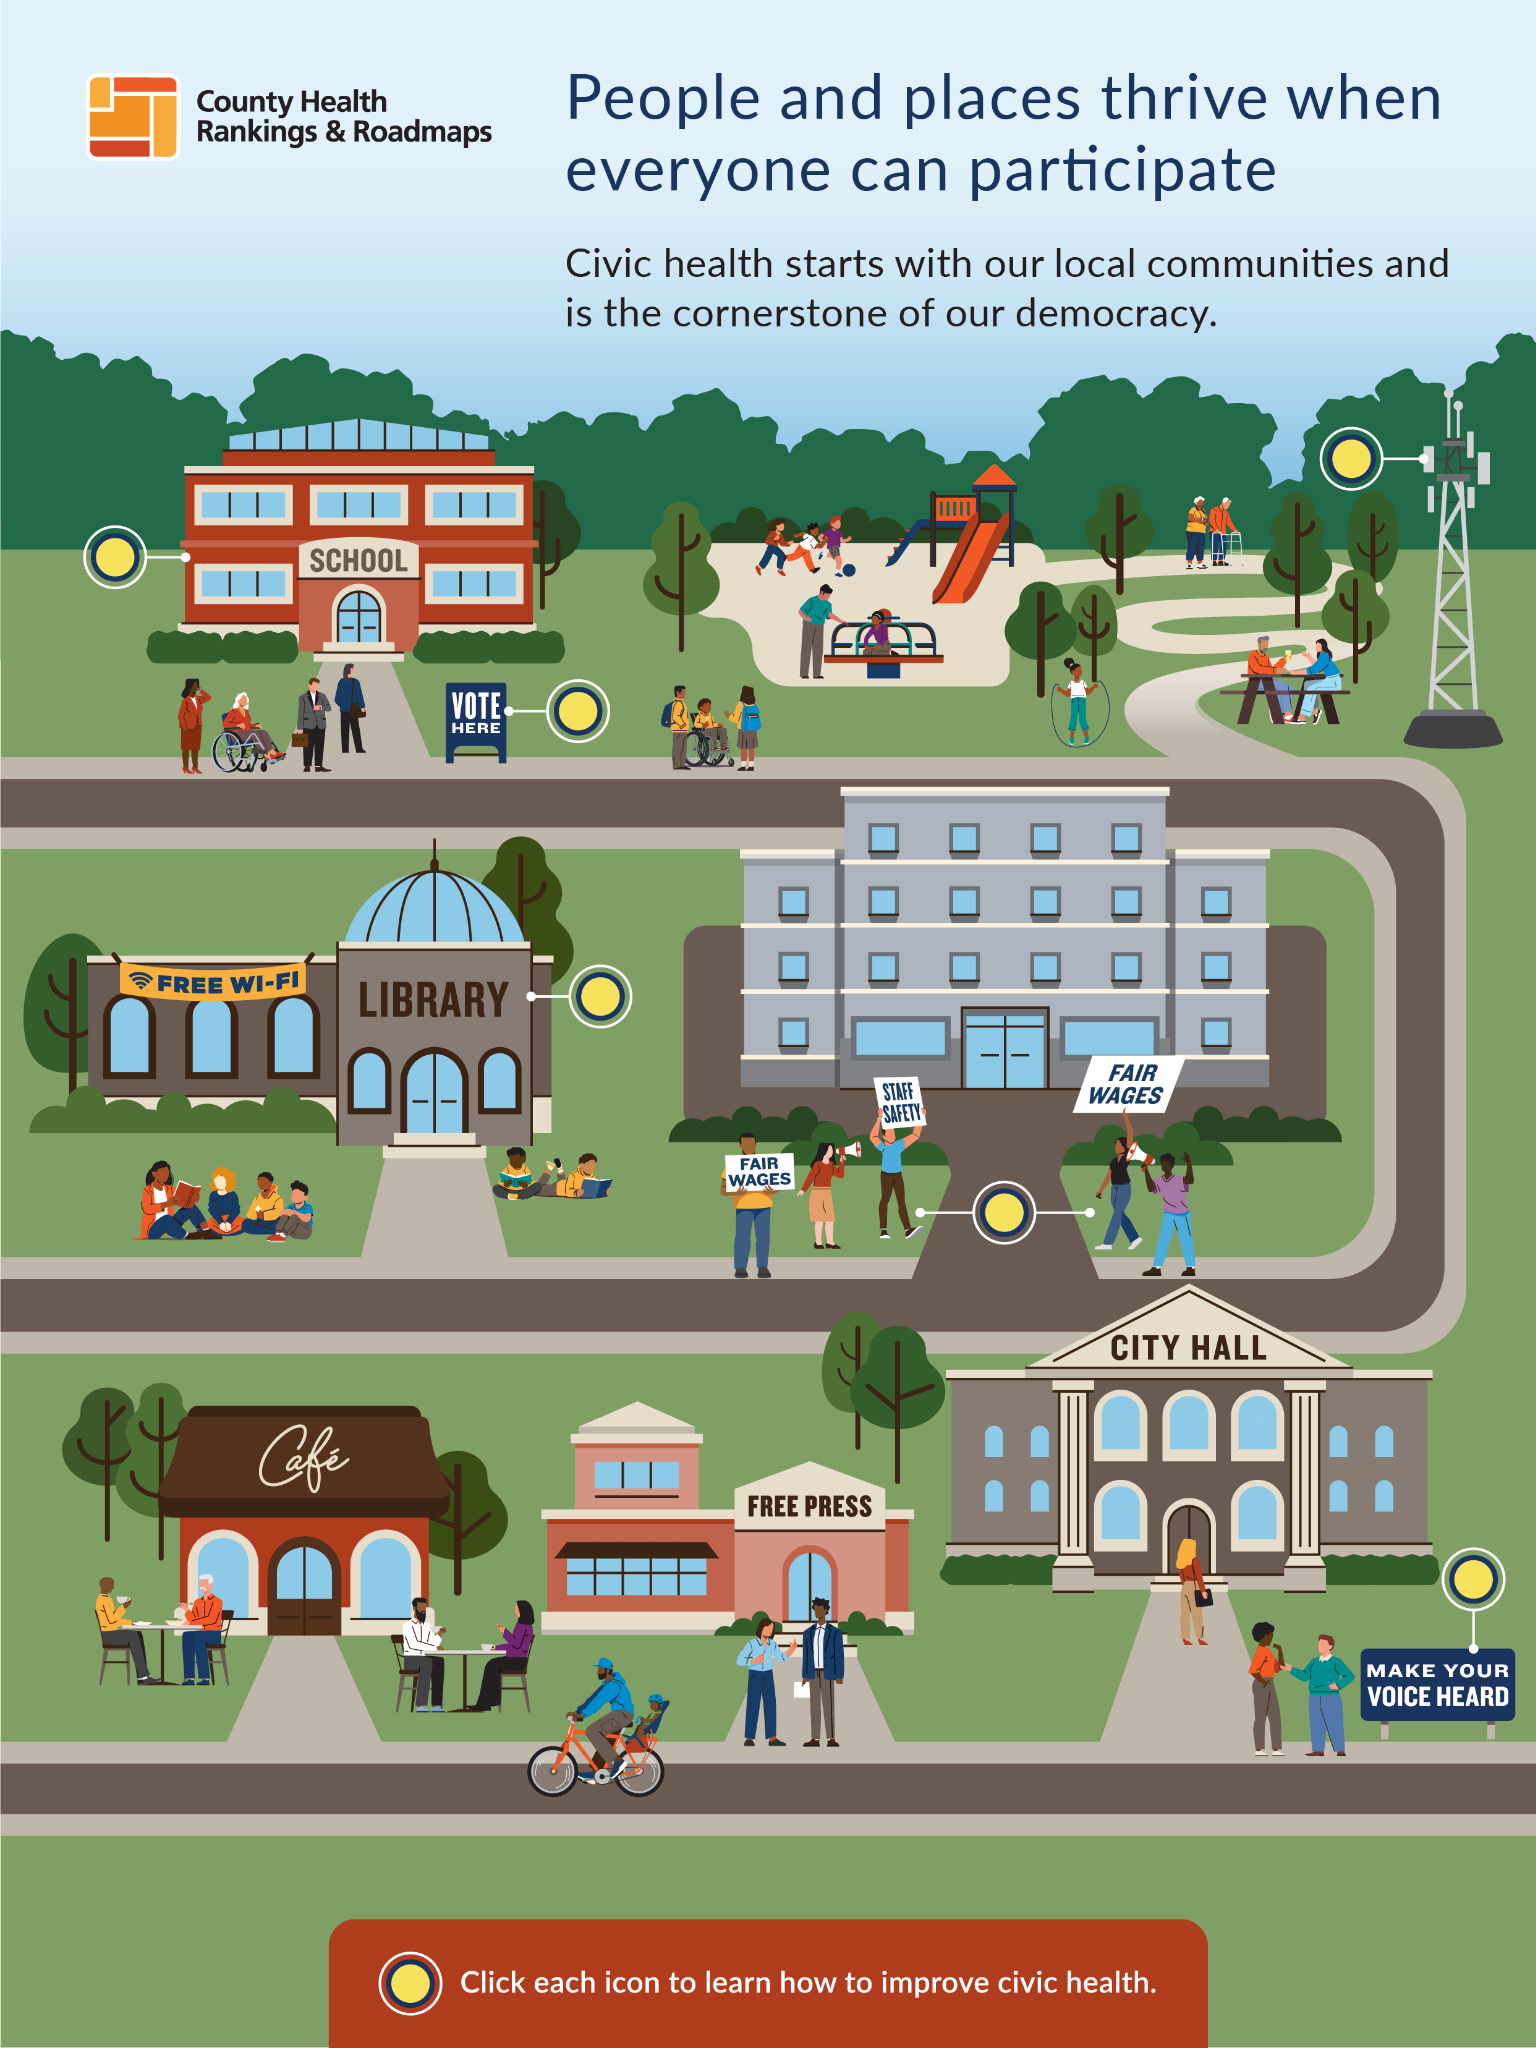 County Health
Rankings & Roadmaps
People and places thrive when
everyone can participate
Civic health starts with our local communities and
is the cornerstone of our democracy.
SCHOOL
VOTE
HERE
FREE WI-FI
LIBRARY
STAFF
SAFETY
FAIR
WAGES
FAIR
WAGES
CITY HALL
Café
FREE PRESS
MAKE YOUR
VOICE HEARD
Click each icon to learn how to improve civic health.